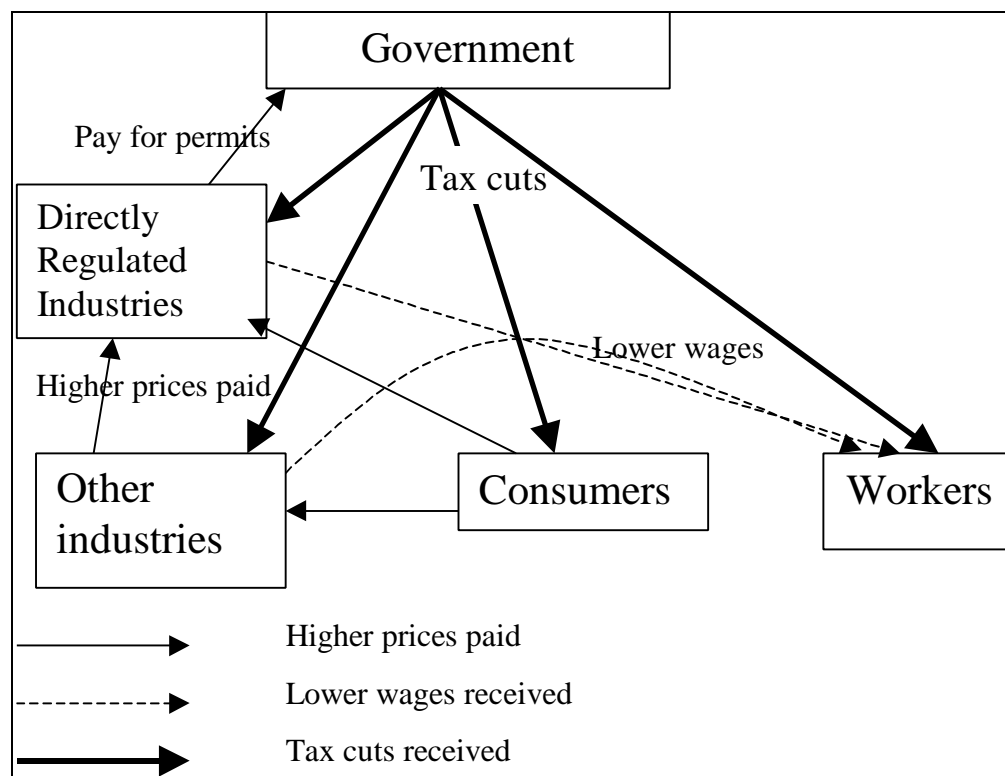 Government
Pay for permits
Tax cuts
Directly
Regulated
Industries
Lower wages
Higher prices paid
Other
industries
Consumers
Workers
Higher prices paid
Lower wages received
Tax cuts received